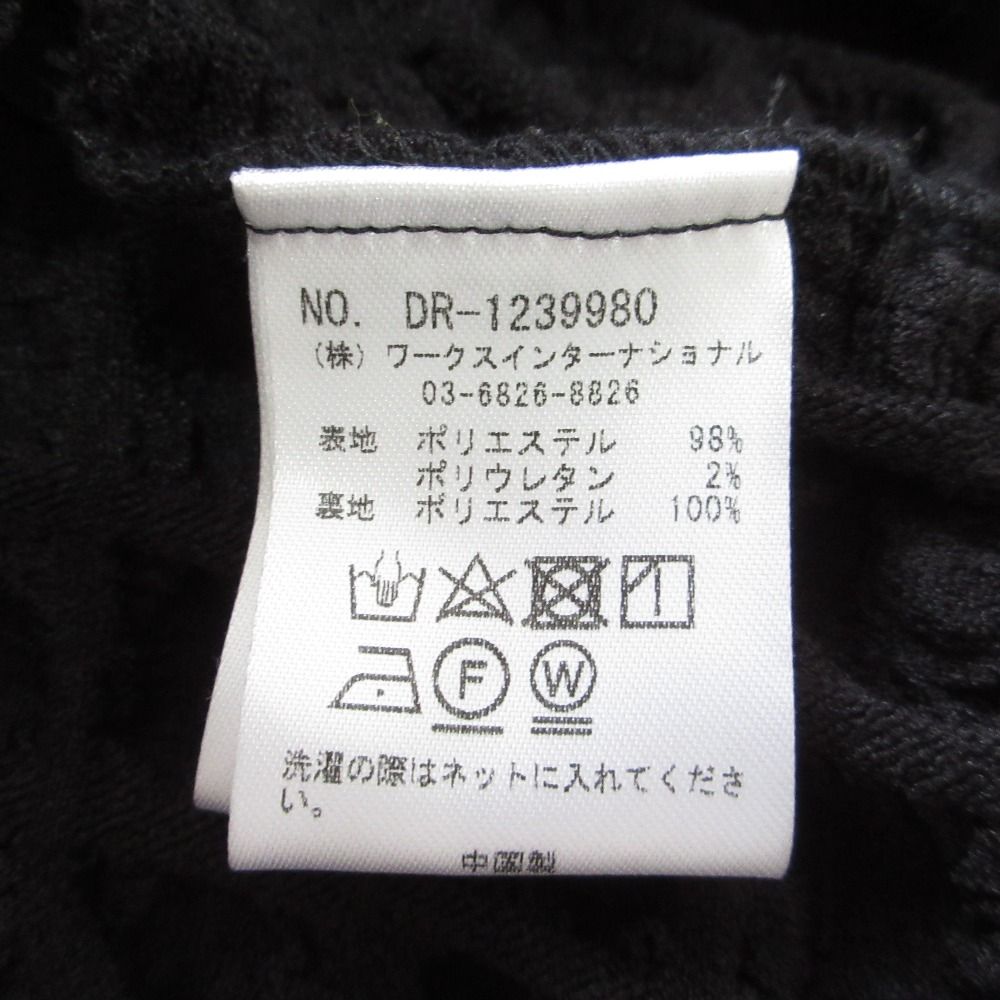 NO. DR-1239980
(株)ワークスインターナショナル
03-6826-8826
表地 ポリエステル 98%
ポリウレタン 2%
裏地 ポリエステル 100%
F W
洗濯の際はネットに入れてくださ
い。
中国製